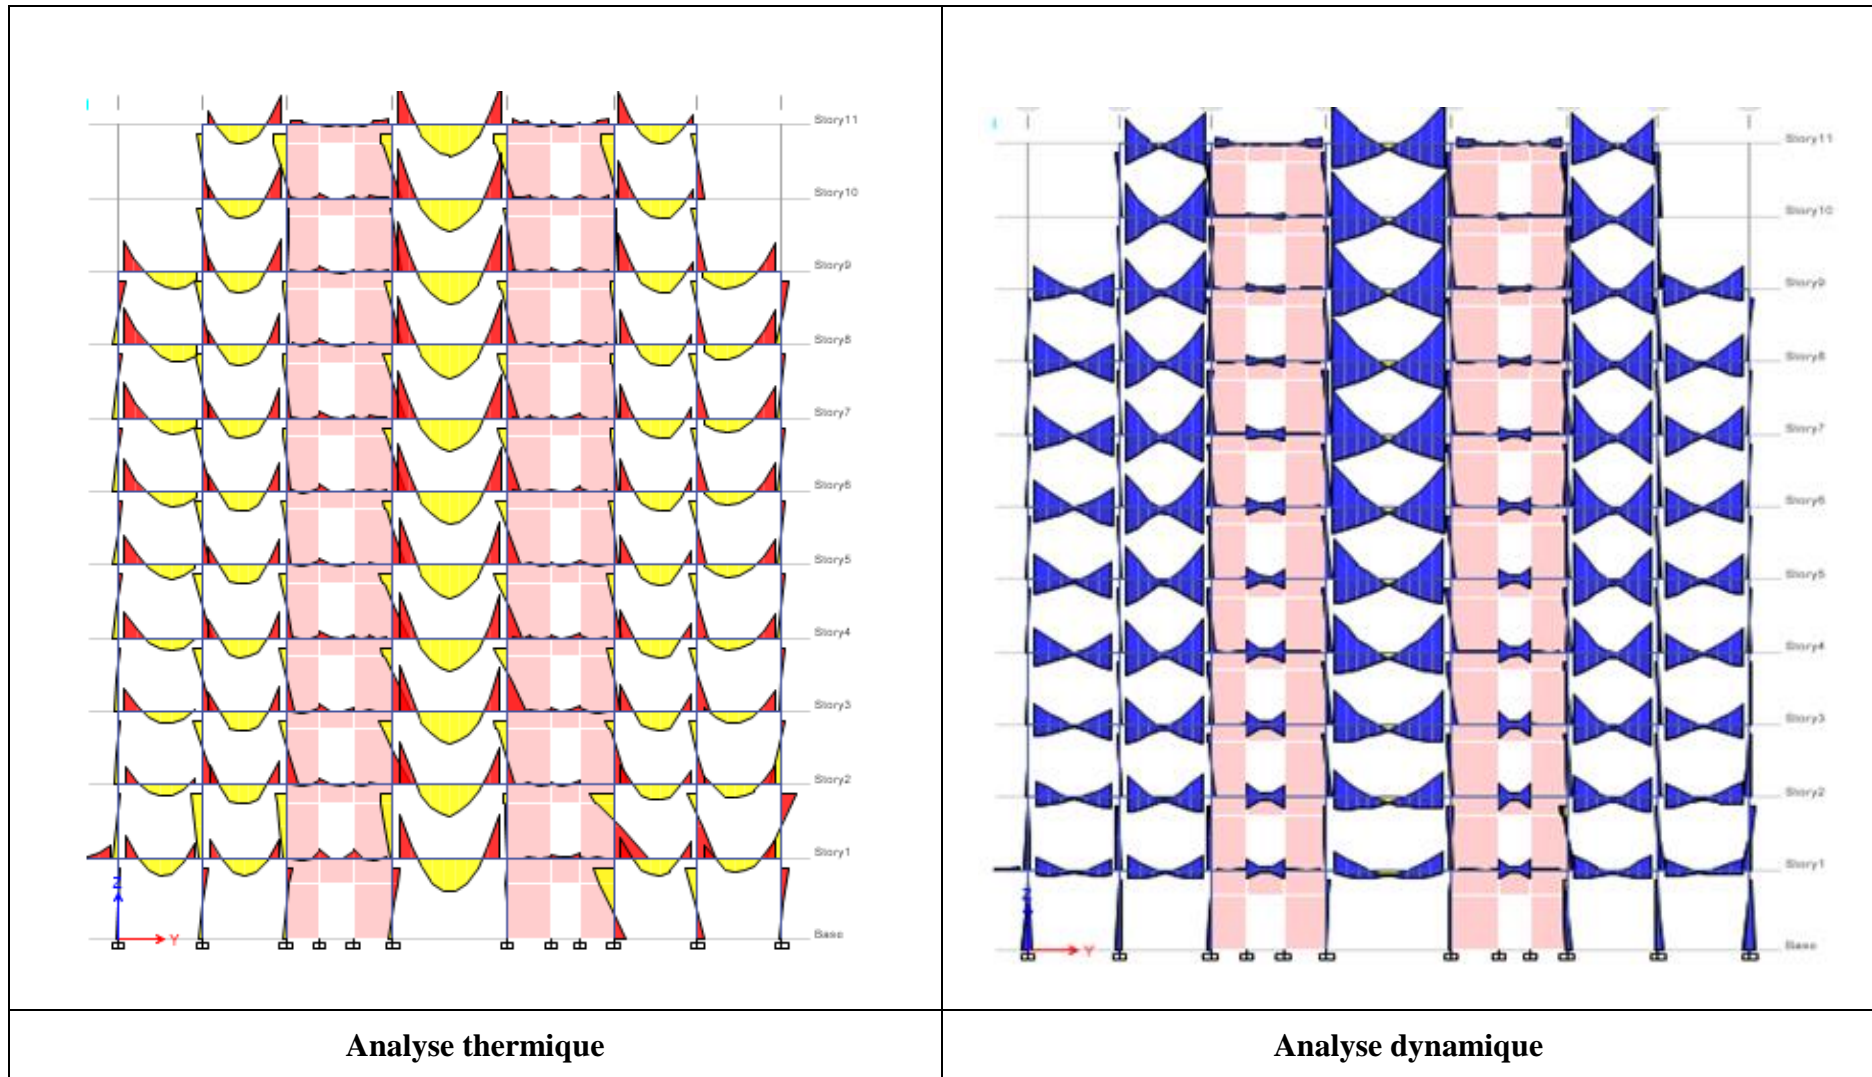 Story11
Story10
Story9
Story8
Story7
Story6
Story5
Story4
Story3
Story2
Story1
Z
Y
Base
Story11
Story10
Story9
Story8
Story7
Story6
Story5
Story4
Story3
Story2
Story1
Z
Y
Base
Analyse thermique
Analyse dynamique